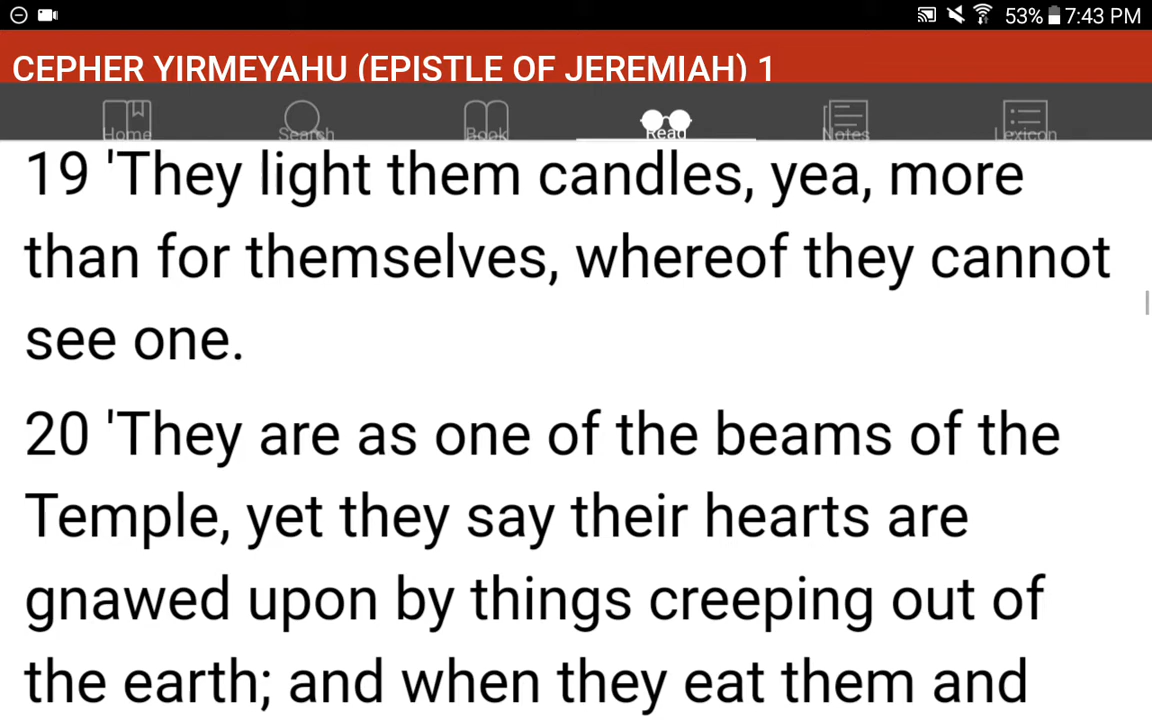 53% 7:43 PM
CEPHER YIRMEYAHU (EPISTLE OF JEREMIAH) 1
Home Search Book Read Notes Lexicon
19 'They light them candles, yea, more
than for themselves, whereof they cannot
see one.
20 'They are as one of the beams of the
Temple, yet they say their hearts are
gnawed upon by things creeping out of
the earth; and when they eat them and